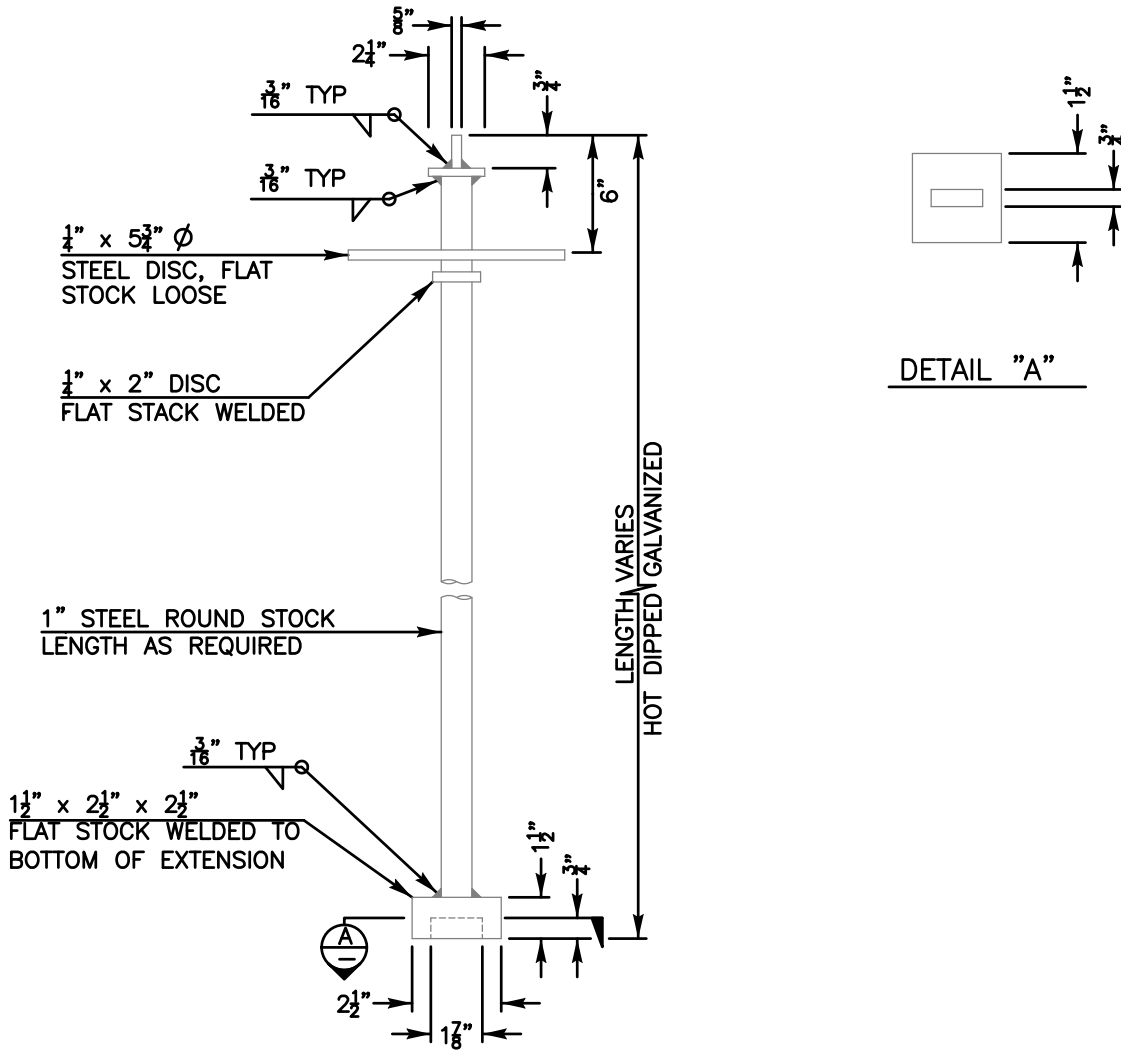 5/8"
2 1/4"
3/4"
3/16" TYP
3/16" TYP
6"
1/4" x 5 3/4" Ø
STEEL DISC, FLAT
STOCK LOOSE
1/4" x 2" DISC
FLAT STACK WELDED
1" STEEL ROUND STOCK
LENGTH AS REQUIRED
LENGTH VARIES
HOT DIPPED GALVANIZED
3/16" TYP
1 1/2" x 2 1/2" x 2 1/2"
FLAT STOCK WELDED TO
BOTTOM OF EXTENSION
1 1/2"
3/4"
A
–
2 1/2"
1 7/8"
1 1/2"
3/4"
DETAIL "A"